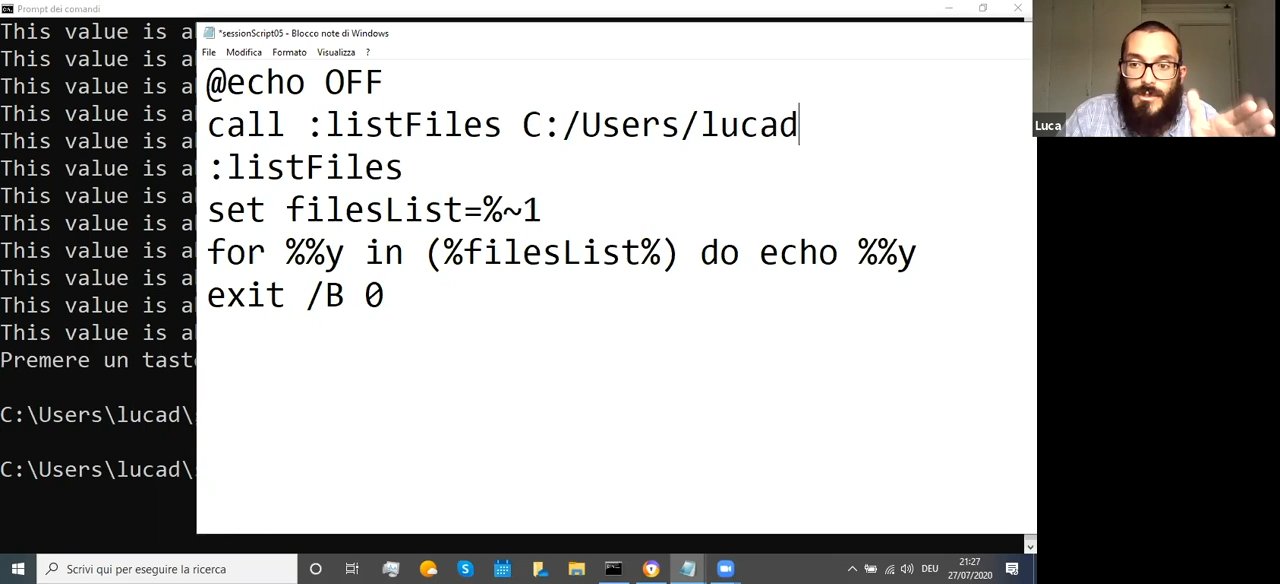 Prompt dei comandi
This value is a
*sessionScript05 - Blocco note di Windows
This value is a
File Modifica Formato Visualizza ?
This value is a
@echo OFF
This value is a
call :listFiles C:/Users/lucad
Luca
This value is a
:listFiles
This value is a
set filesList=%~1
This value is a
for %%y in (%filesList%) do echo %%y
This value is a
exit /B 0
This value is a
This value is a
This value is a
This value is a
Premere un tast
C:\Users\lucad\
C:\Users\lucad\
Scrivi qui per eseguire la ricerca
DEU
21:27
27/07/2020